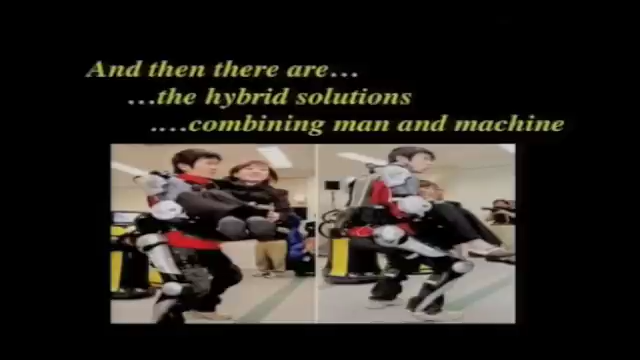 And then there are…
…the hybrid solutions
….combining man and machine